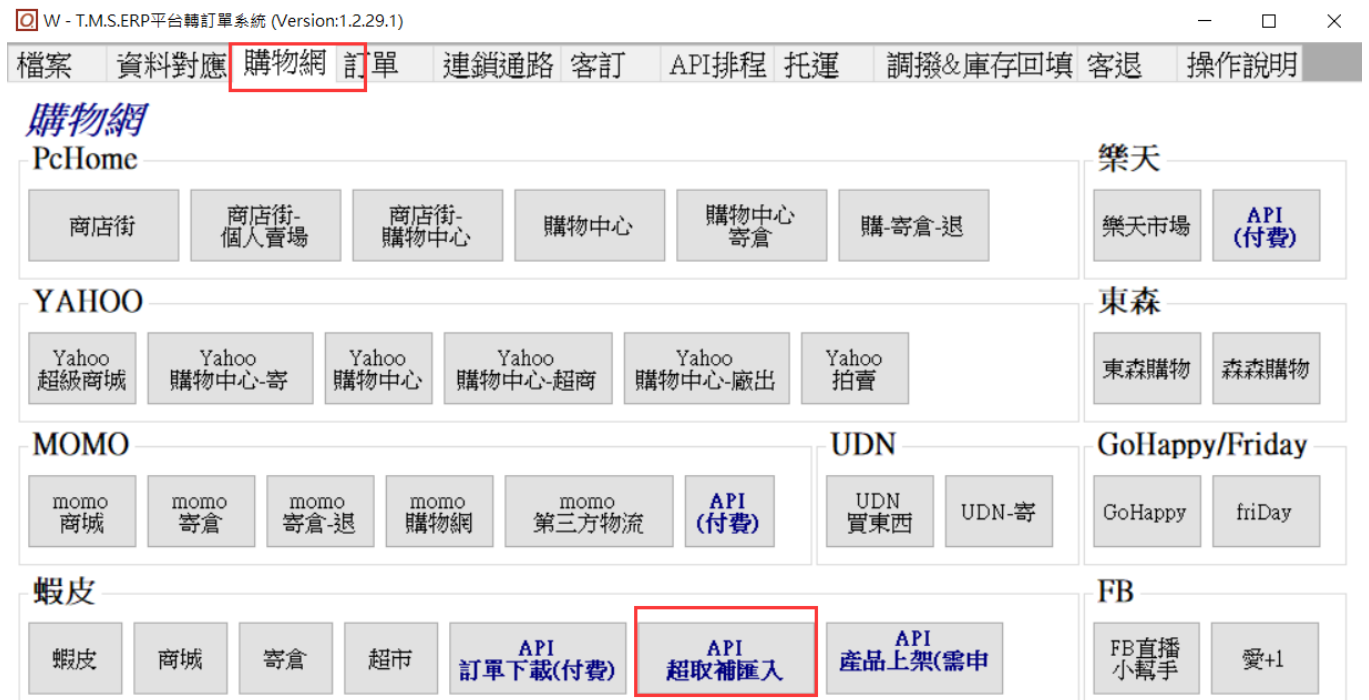 W - T.M.S.ERP平台轉訂單系統 (Version:1.2.29.1)
檔案 資料對應 購物網 訂單 連鎖通路 客訂 API排程 托運 調撥&庫存回填 客退 操作說明
購物網
PcHome
商店街
商店街-
個人賣場
商店街-
購物中心
購物中心
購物中心
寄倉
購-寄倉-退
樂天
樂天市場
API
(付費)
YAHOO
Yahoo
超級商城
Yahoo
購物中心-寄
Yahoo
購物中心
Yahoo
購物中心-超商
Yahoo
購物中心-廠出
Yahoo
拍賣
東森
東森購物
森森購物
MOMO
momo
商城
momo
寄倉
momo
寄倉-退
momo
購物網
momo
第三方物流
API
(付費)
UDN
UDN
買東西
UDN-寄
GoHappy/Friday
GoHappy
friDay
蝦皮
蝦皮
商城
寄倉
超市
API
訂單下載(付費)
API
超取補匯入
API
產品上架(需申
FB
FB直播
小幫手
愛+1